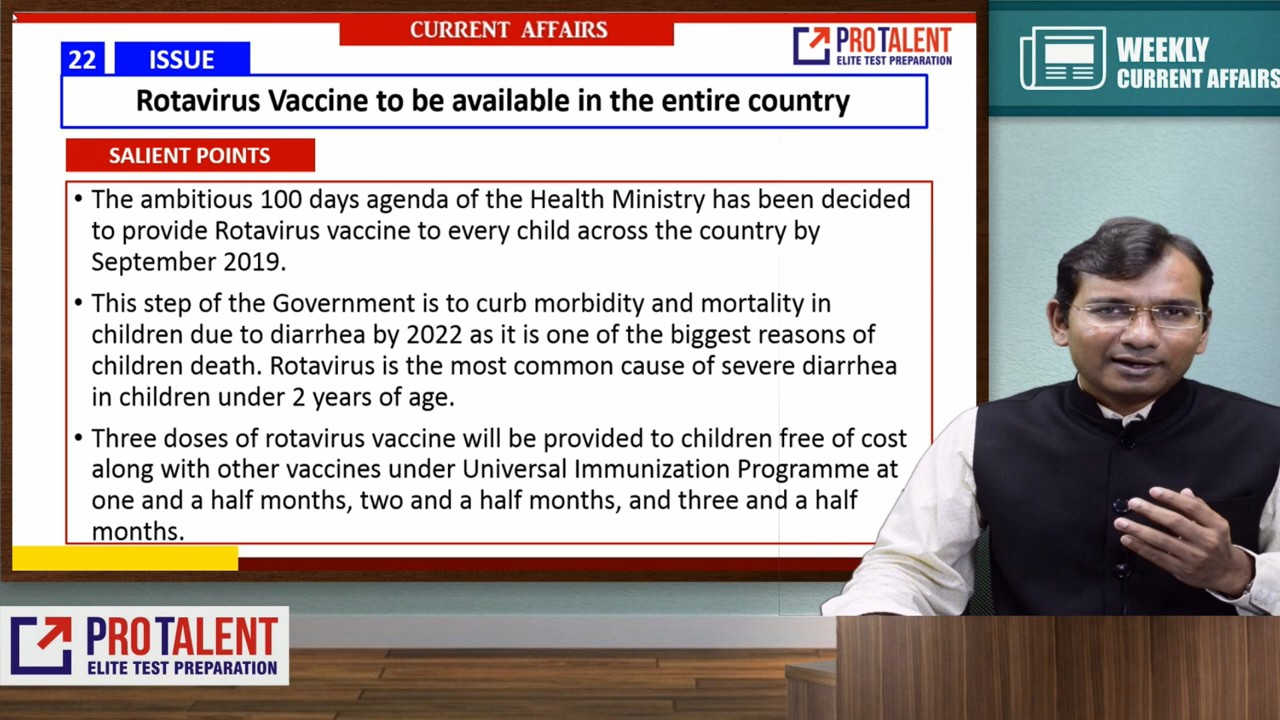 CURRENT AFFAIRS
PROTALENT
ELITE TEST PREPARATION
22 ISSUE
Rotavirus Vaccine to be available in the entire country
SALIENT POINTS
• The ambitious 100 days agenda of the Health Ministry has been decided
to provide Rotavirus vaccine to every child across the country by
September 2019.
• This step of the Government is to curb morbidity and mortality in
children due to diarrhea by 2022 as it is one of the biggest reasons of
children death. Rotavirus is the most common cause of severe diarrhea
in children under 2 years of age.
• Three doses of rotavirus vaccine will be provided to children free of cost
along with other vaccines under Universal Immunization Programme at
one and a half months, two and a half months, and three and a half
months.
WEEKLY
CURRENT AFFAIRS
PROTALENT
ELITE TEST PREPARATION